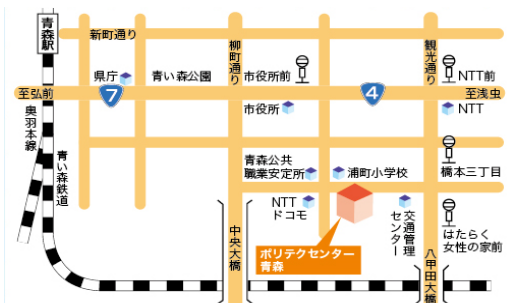 青森駅
新町通り
柳町通り
観光通り
県庁
青い森公園
市役所前
NTT前
至弘前
7
4
至浅虫
奥羽本線
市役所
NTT
青い森鉄道
青森公共
職業安定所
浦町小学校
橋本三丁目
NTT
ドコモ
交通管理
センター
中央大橋
ポリテクセンター
青森
はたらく
女性の家前
八甲田大橋